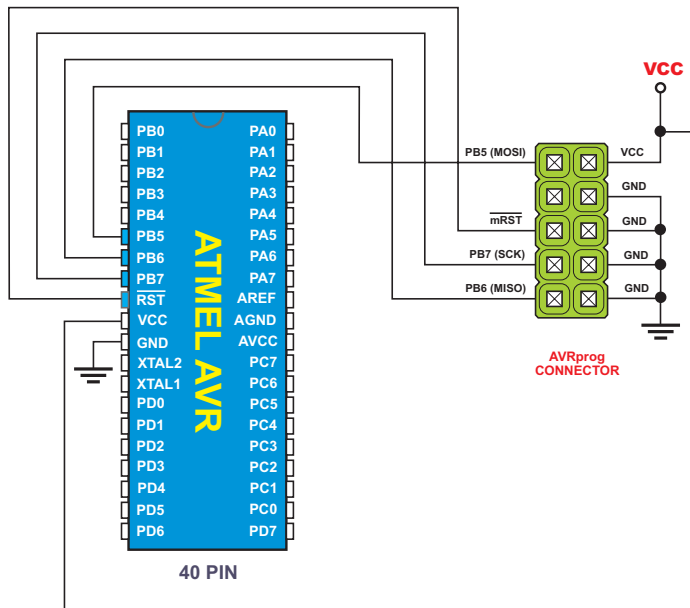 VCC
PB5 (MOSI)
VCC
GND
mRST
GND
PB7 (SCK)
GND
PB6 (MISO)
GND
AVRprog
CONNECTOR
PB0
PA0
PB1
PA1
PB2
PA2
PB3
PA3
PB4
PA4
PB5
PA5
PB6
PA6
PB7
PA7
RST
AREF
VCC
AGND
GND
AVCC
XTAL2
PC7
XTAL1
PC6
PD0
PC5
PD1
PC4
PD2
PC3
PD3
PC2
PD4
PC1
PD5
PC0
PD6
PD7
ATMEL AVR
40 PIN